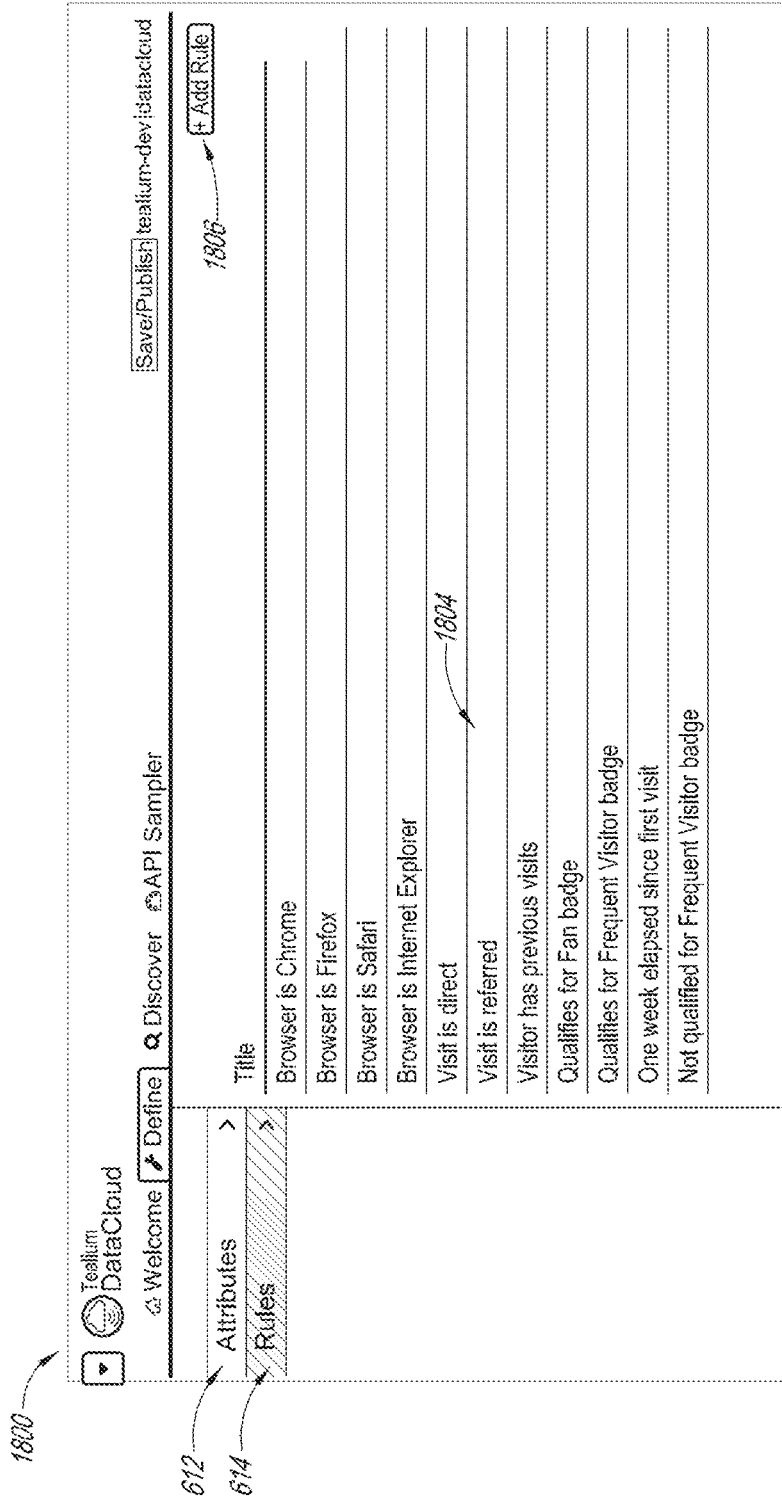 1800
Tealium
DataCloud
Welcome Define Discover API Sampler
Save/Publish tealium-dev|datacloud
612
Attributes >
614
Rules >
+ Add Rule
1806
Title
Browser is Chrome
Browser is Firefox
Browser is Safari
Browser is Internet Explorer
Visit is direct
1804
Visit is referred
Visitor has previous visits
Qualifies for Fan badge
Qualifies for Frequent Visitor badge
One week elapsed since first visit
Not qualified for Frequent Visitor badge